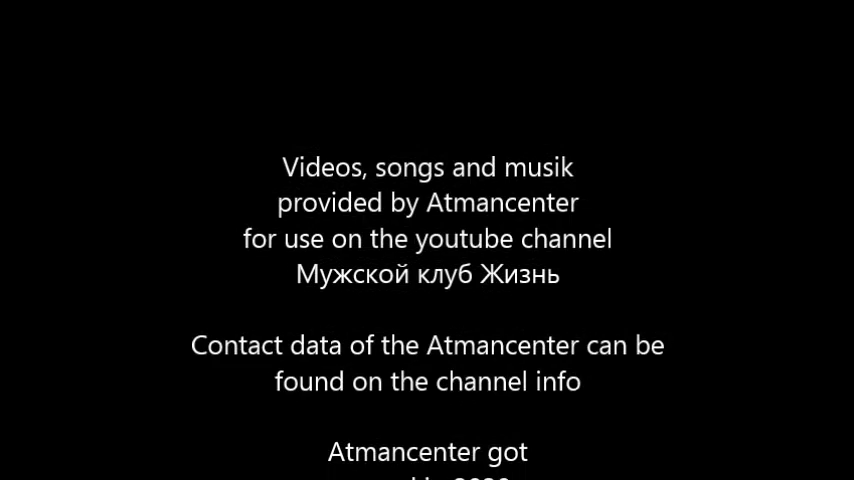 Videos, songs and musik
provided by Atmancenter
for use on the youtube channel
Мужской клуб Жизнь
Contact data of the Atmancenter can be
found on the channel info
Atmancenter got